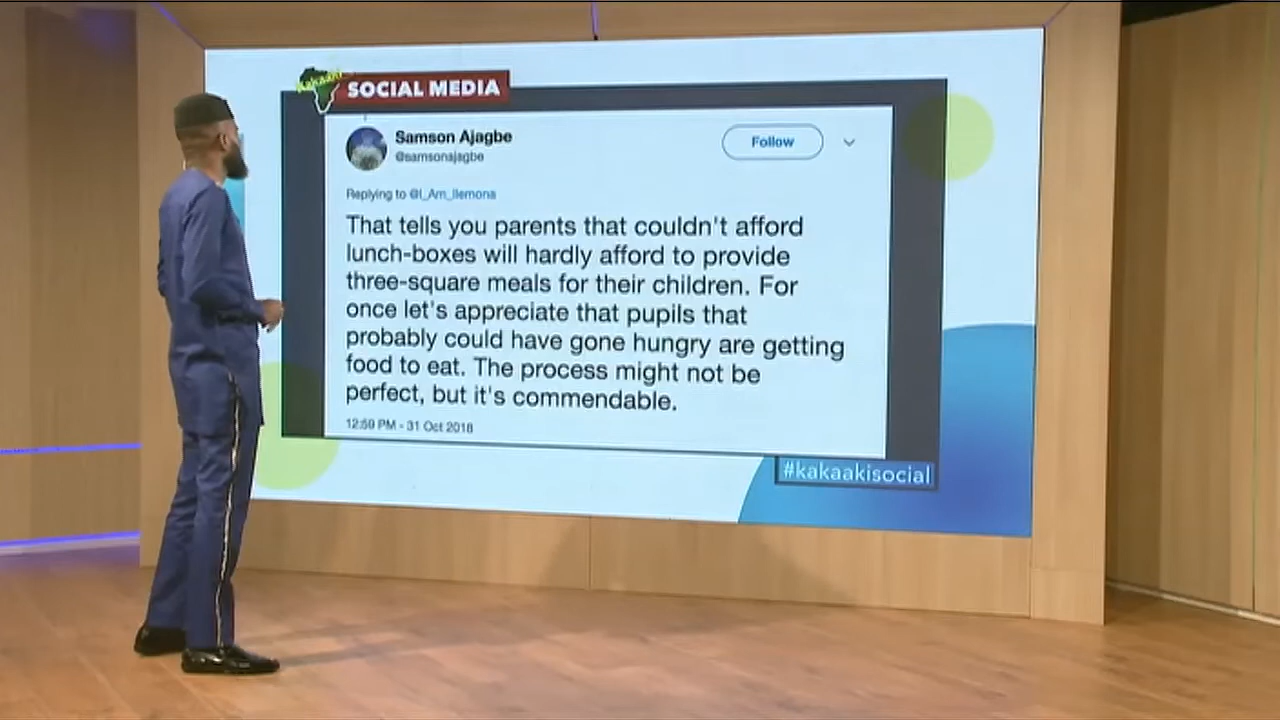 kakaaki
SOCIAL MEDIA
Samson Ajagbe
@samsonajagbe
Follow
Replying to @I_Am_Ilemona
That tells you parents that couldn't afford
lunch-boxes will hardly afford to provide
three-square meals for their children. For
once let's appreciate that pupils that
probably could have gone hungry are getting
food to eat. The process might not be
perfect, but it's commendable.
12:59 PM - 31 Oct 2018
#kakaakisocial